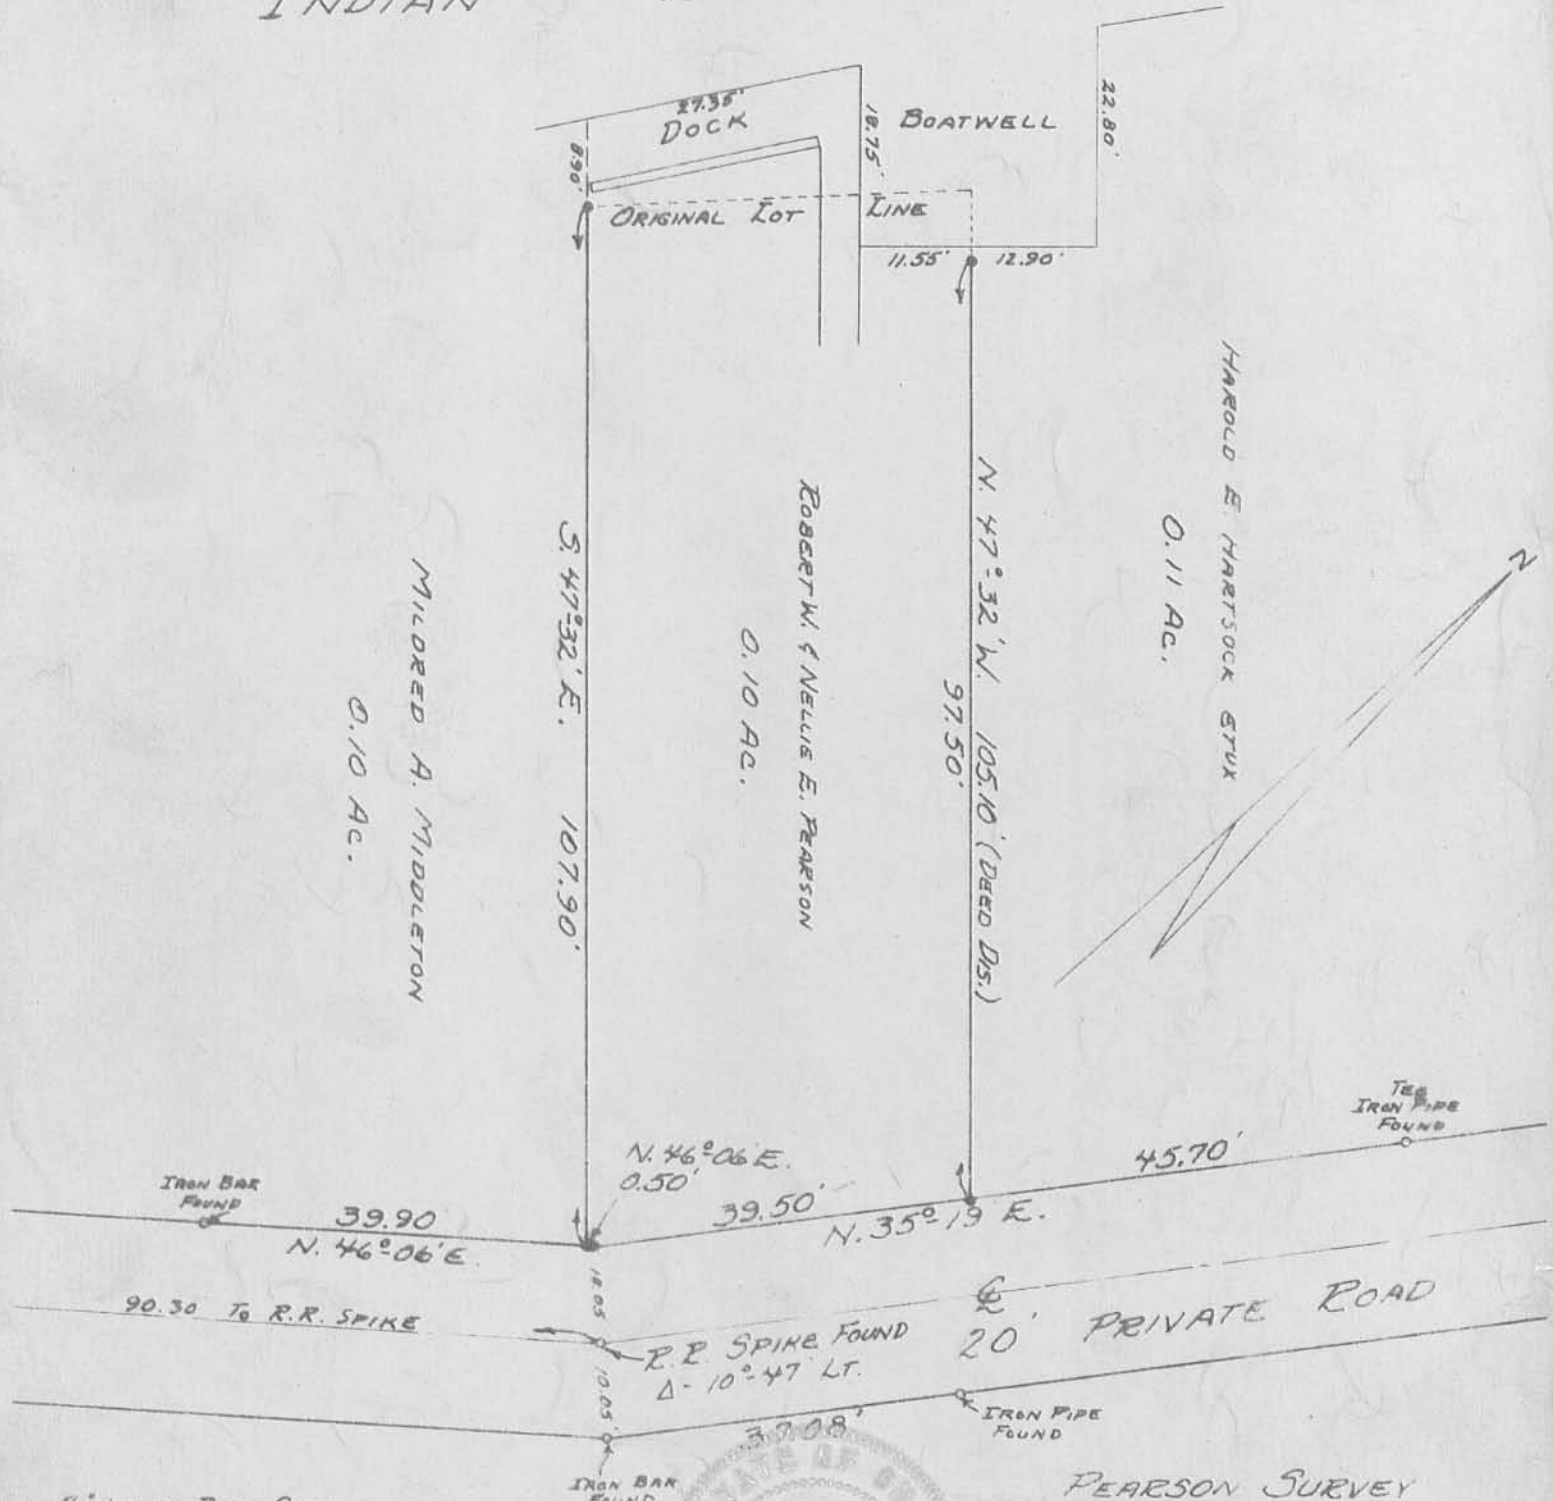 INDIAN
27.35'
DOCK
8.90'
18.75'
BOATWELL
22.80'
ORIGINAL LOT LINE
11.55' 12.90'
HAROLD E. HARTSOCK ETUX
0.11 AC.
N. 47°-32' W. 105.10' (DEED DIS.)
97.50'
ROBERT W. & NELLIE E. PEARSON
0.10 AC.
S. 47°-32' E. 107.90'
MILDRED A. MIDDLETON
0.10 AC.
N
TEE
IRON PIPE
FOUND
45.70'
N. 46°-06' E.
0.50'
39.50'
N. 35°-19 E.
IRON BAR
FOUND
39.90
N. 46°-06' E.
90.30 TO R.R. SPIKE
10.05
R.R. SPIKE FOUND
Δ - 10°-47' LT.
10.05'
℄
20' PRIVATE ROAD
37.08'
IRON PIPE
FOUND
IRON BAR
FOUND
STATE OF
PEARSON SURVEY